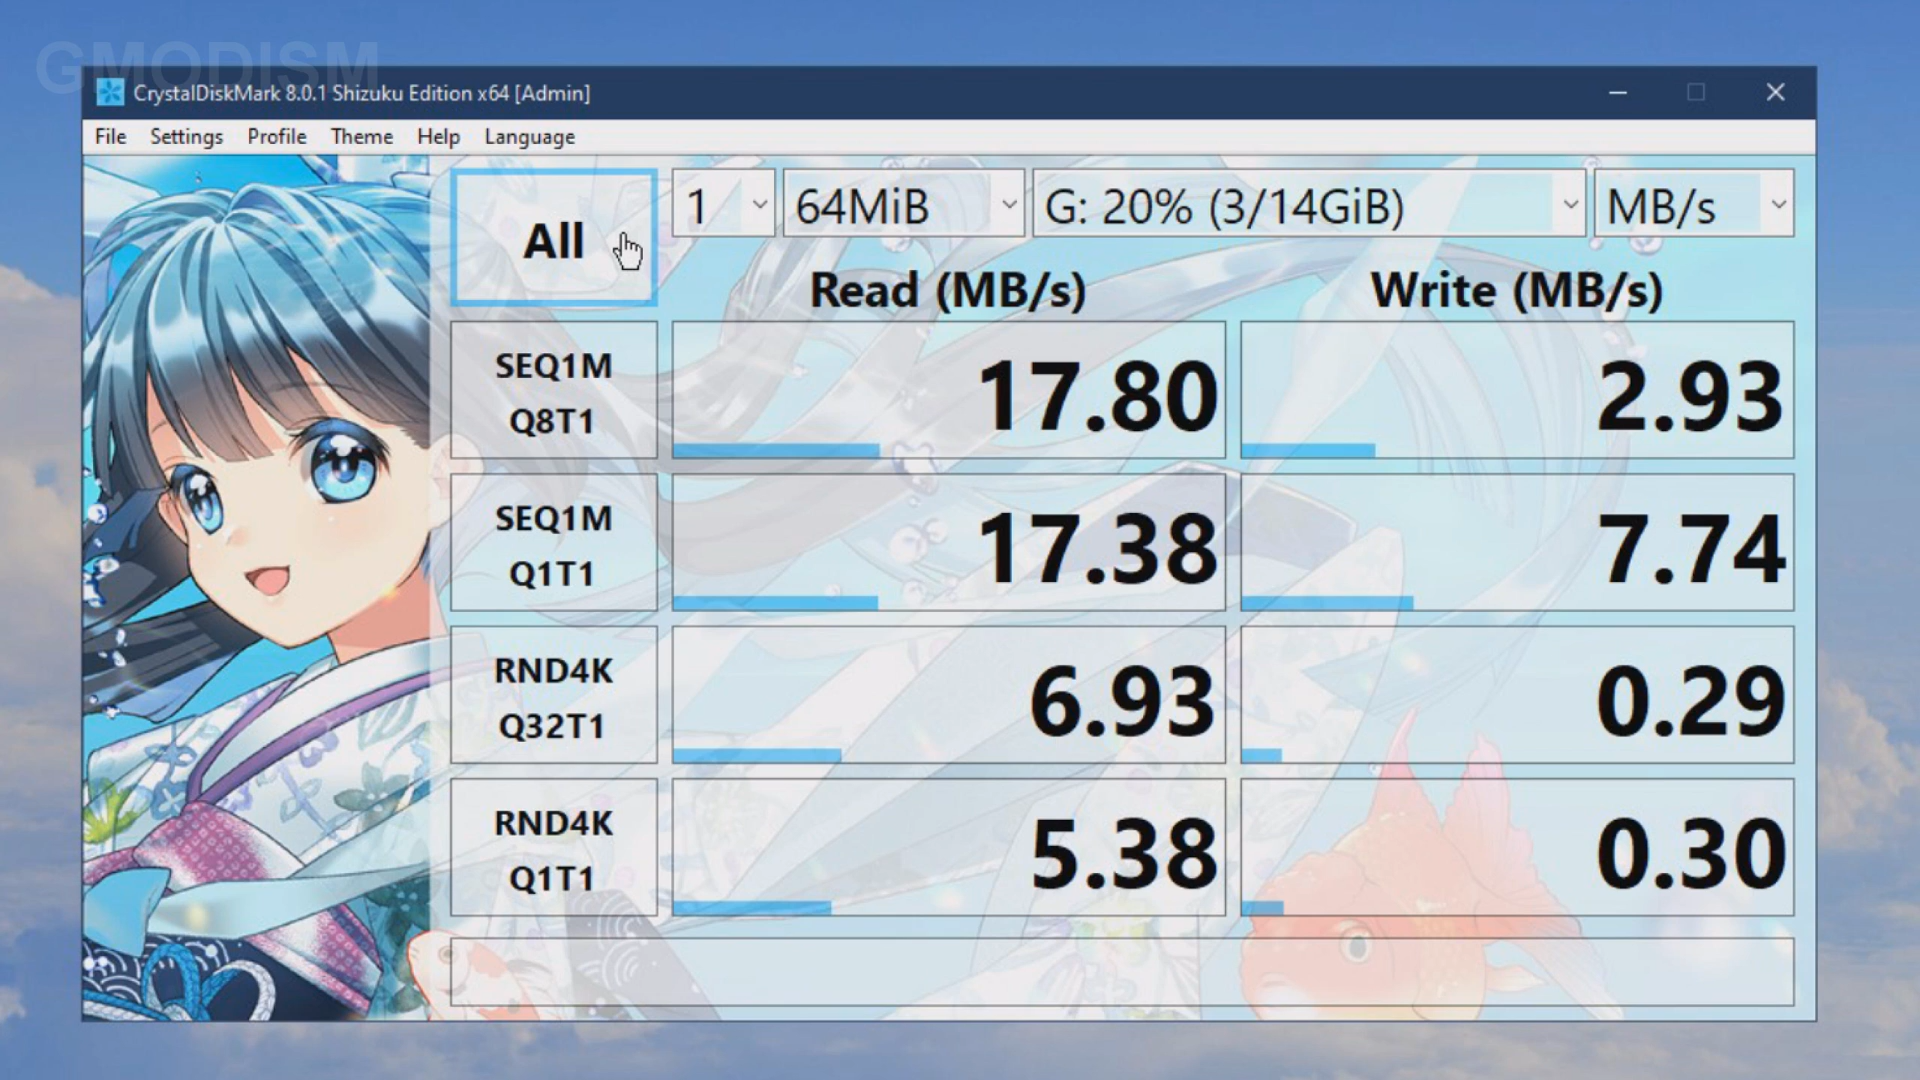 GMODISM
CrystalDiskMark 8.0.1 Shizuku Edition x64 [Admin]
File Settings Profile Theme Help Language
All 1 64MiB G: 20% (3/14GiB) MB/s
Read (MB/s) Write (MB/s)
SEQ1M
Q8T1
17.80 2.93
SEQ1M
Q1T1
17.38 7.74
RND4K
Q32T1
6.93 0.29
RND4K
Q1T1
5.38 0.30